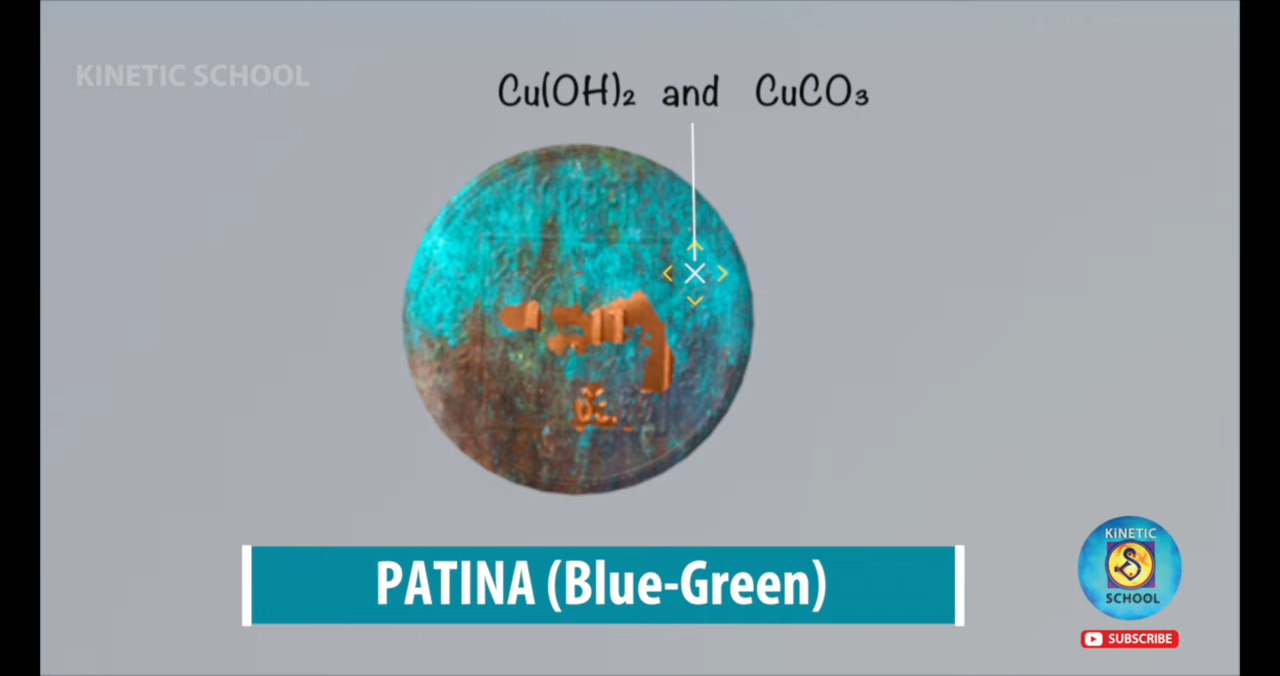 KINETIC SCHOOL
Cu(OH)₂ and CuCO₃
PATINA (Blue-Green)
KiNETIC
SCHOOL
SUBSCRIBE